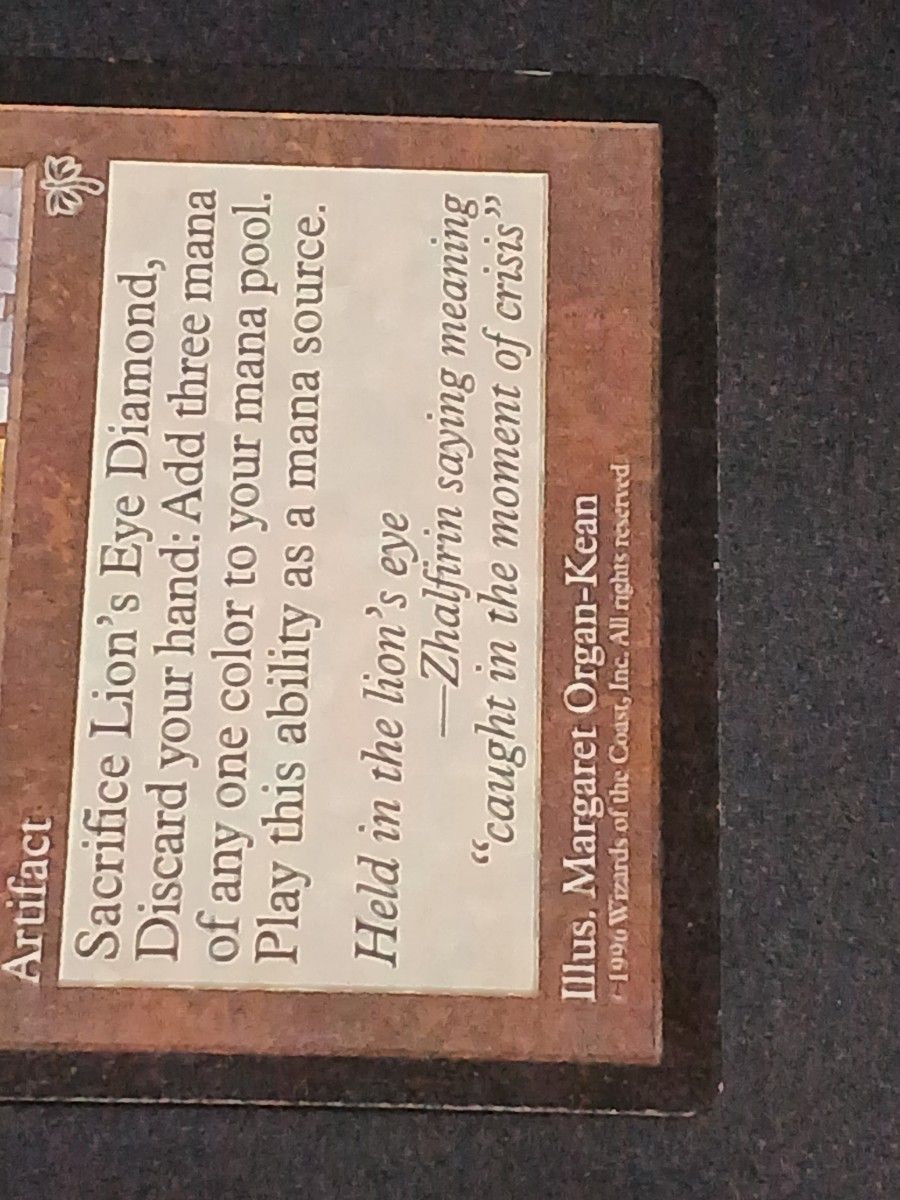 Artifact
Sacrifice Lion's Eye Diamond,
Discard your hand: Add three mana
of any one color to your mana pool.
Play this ability as a mana source.
Held in the lion's eye
—Zhalfirin saying meaning
“caught in the moment of crisis”
Illus. Margaret Organ-Kean
©1996 Wizards of the Coast, Inc. All rights reserved